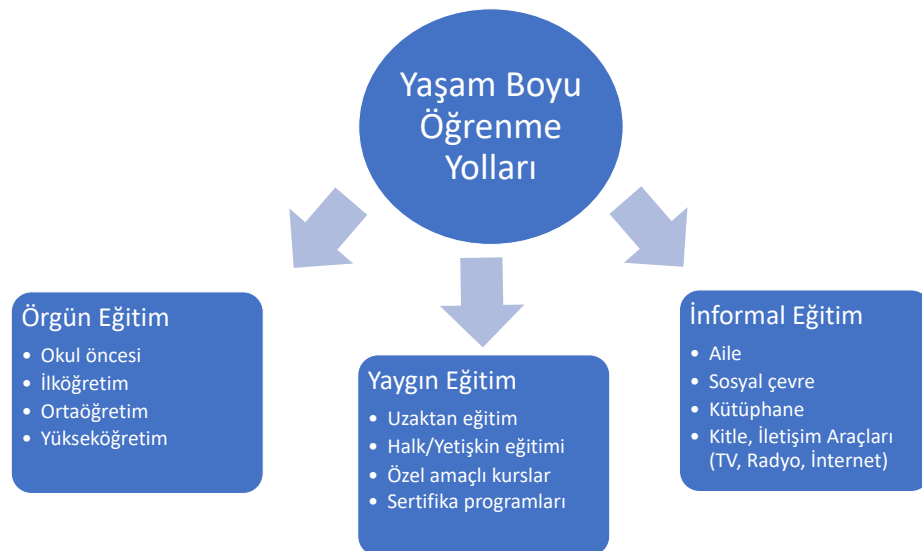 Yaşam Boyu
Öğrenme
Yolları
Örgün Eğitim
• Okul öncesi
• İlköğretim
• Ortaöğretim
• Yükseköğretim
Yaygın Eğitim
• Uzaktan eğitim
• Halk/Yetişkin eğitimi
• Özel amaçlı kurslar
• Sertifika programları
İnformal Eğitim
• Aile
• Sosyal çevre
• Kütüphane
• Kitle, İletişim Araçları
(TV, Radyo, İnternet)